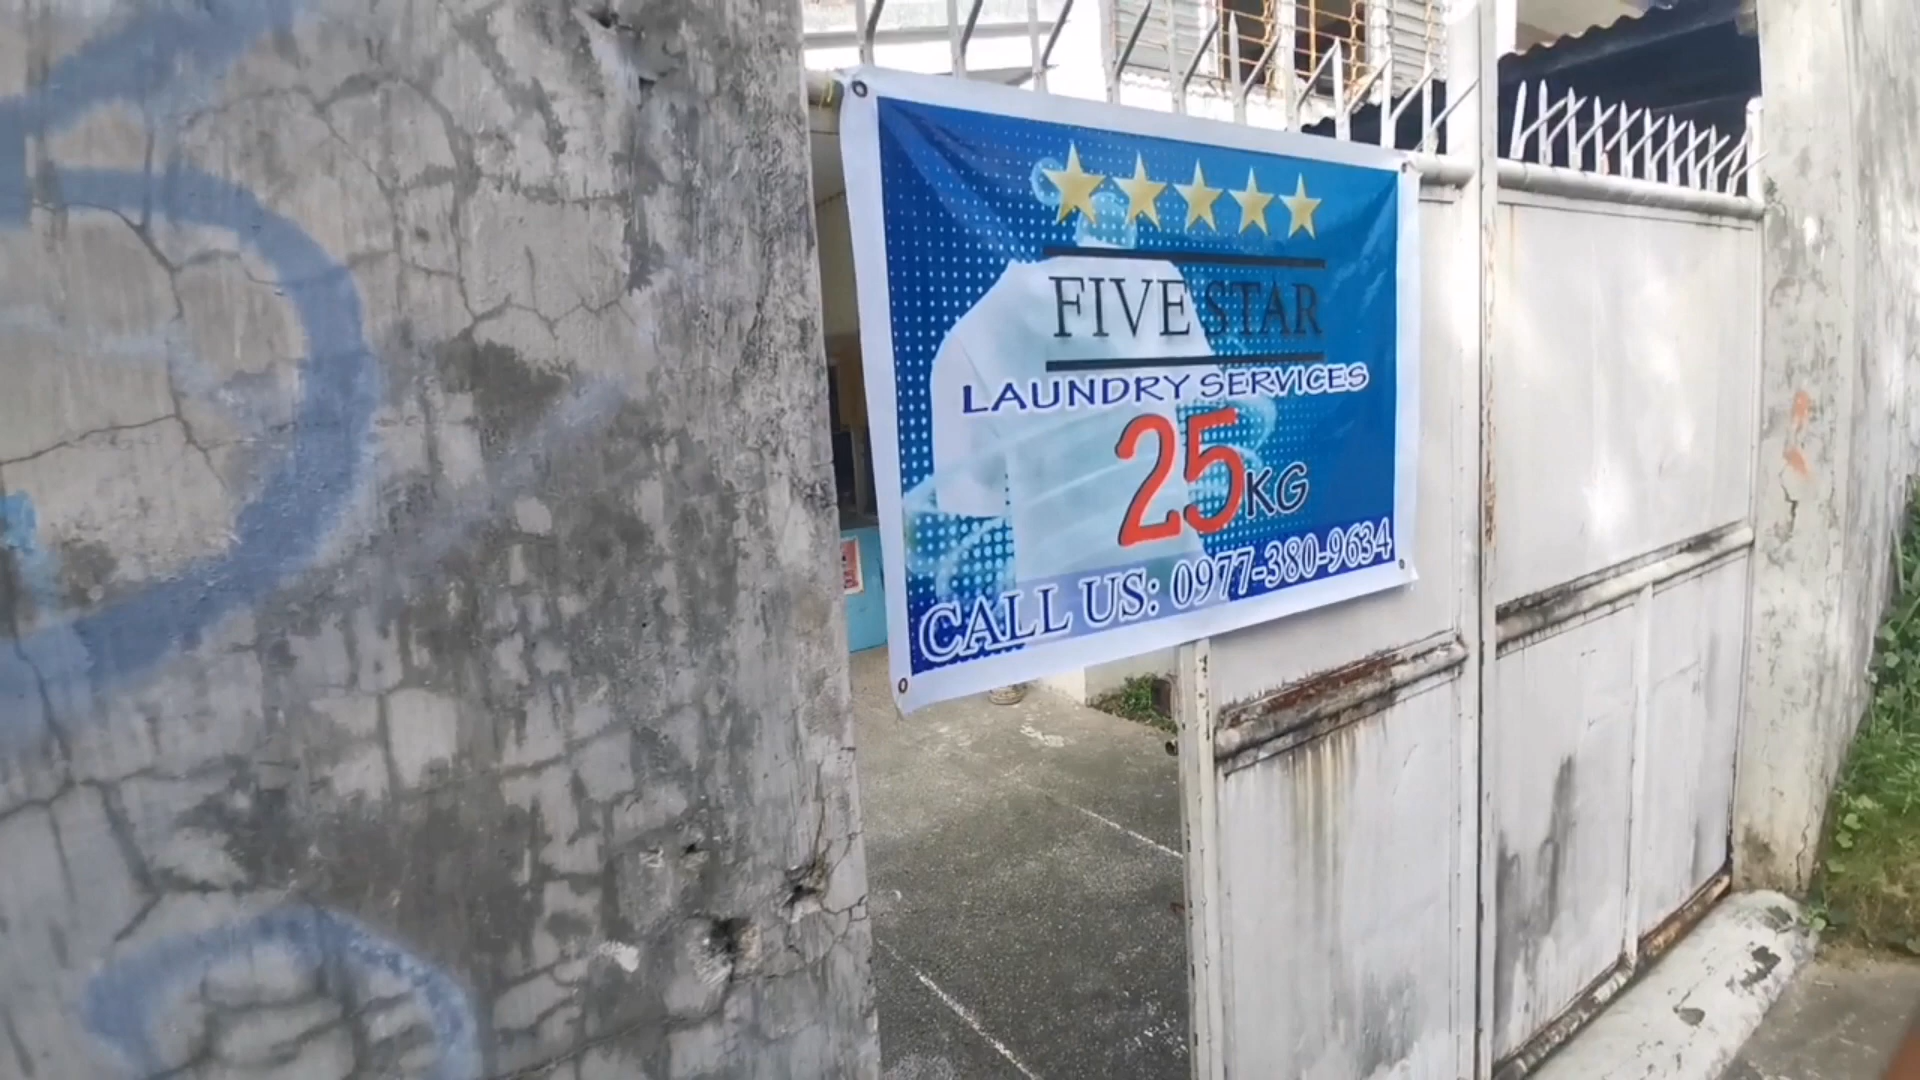 FIVE STAR
LAUNDRY SERVICES
25KG
CALL US: 0977-380-9634